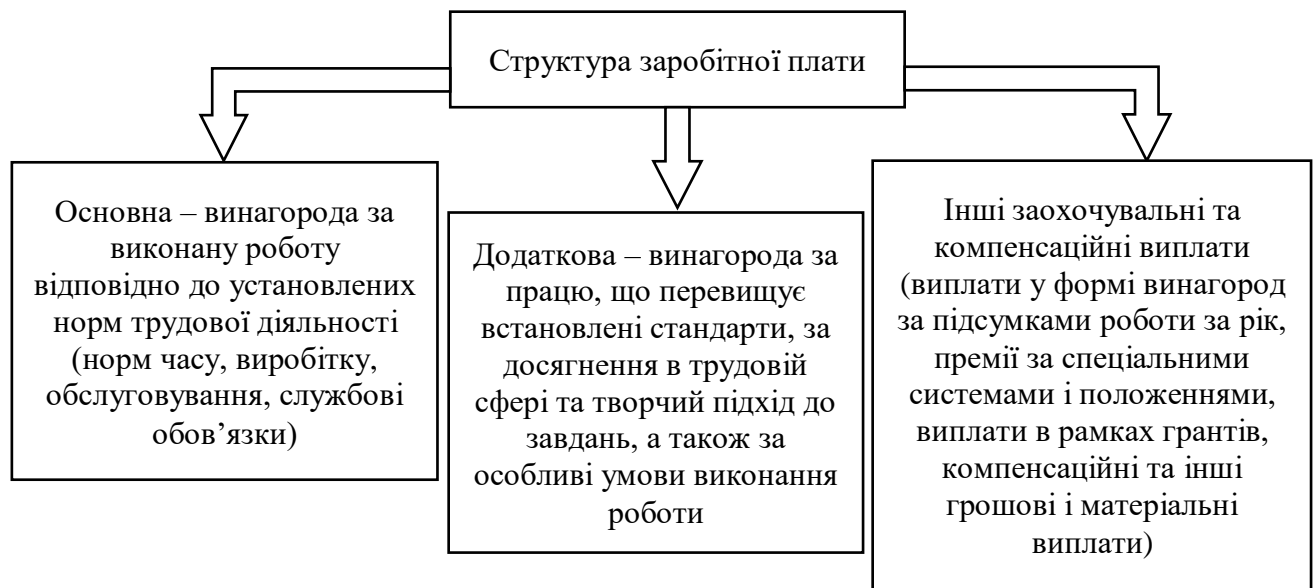 Структура заробітної плати
Основна – винагорода за
виконану роботу
відповідно до установлених
норм трудової діяльності
(норм часу, виробітку,
обслуговування, службові
обов’язки)
Додаткова – винагорода за
працю, що перевищує
встановлені стандарти, за
досягнення в трудовій
сфері та творчий підхід до
завдань, а також за
особливі умови виконання
роботи
Інші заохочувальні та
компенсаційні виплати
(виплати у формі винагород
за підсумками роботи за рік,
премії за спеціальними
системами і положеннями,
виплати в рамках грантів,
компенсаційні та інші
грошові і матеріальні
виплати)